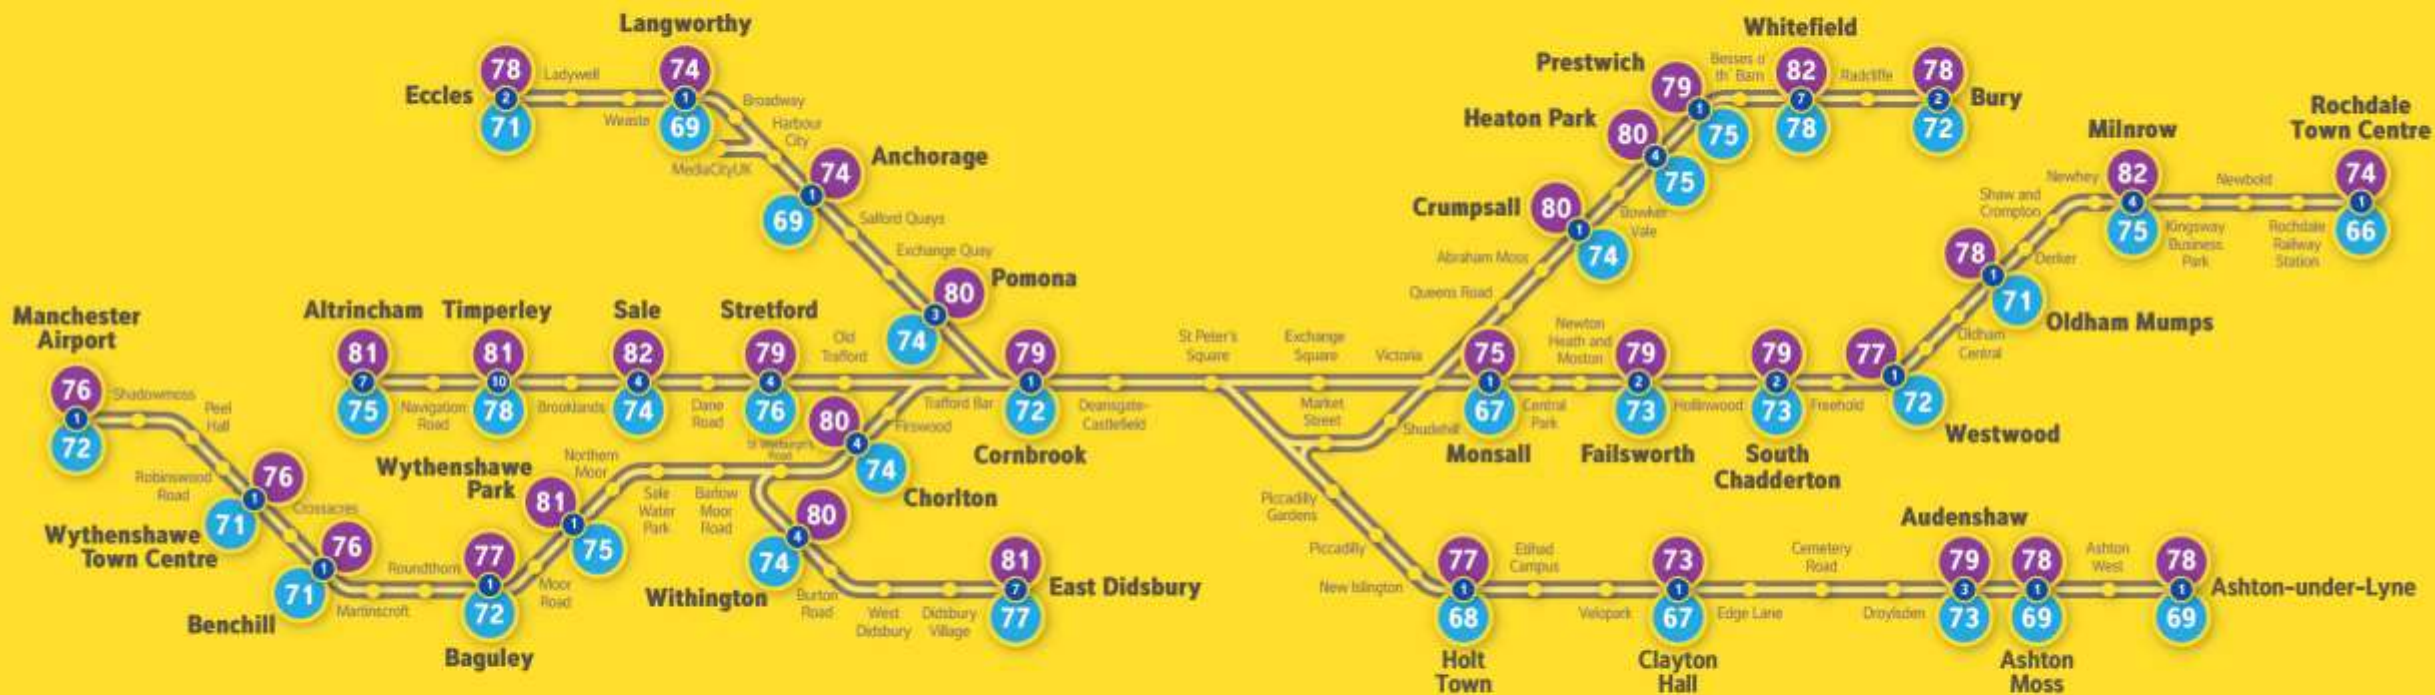 Langworthy
78
Ladywell
74
Eccles
2
1
71
Weaste
69
Broadway
Harbour
City
MediaCityUK
74
Anchorage
1
69
Salford Quays
Exchange Quay
80
Pomona
3
74
Whitefield
Prestwich
79
Besses o'
th' Barn
82
Radcliffe
78
1
7
2
Bury
75
78
72
Heaton Park
80
4
75
Crumpsall
80
1
Bowker
Vale
74
Abraham Moss
Queens Road
Rochdale
Town Centre
Milnrow
82
Newhey
Newbold
74
4
1
75
66
Kingsway
Business
Park
Rochdale
Railway
Station
Shaw and
Crompton
78
Derker
1
71
Oldham Mumps
Oldham
Central
Manchester
Airport
76
1
72
Shadowmoss
Peel
Hall
Robinswood
Road
76
1
71
Crossacres
Wythenshawe
Town Centre
76
1
71
Benchill
Martinscroft
Roundthorn
77
1
72
Baguley
Moor
Road
Wythenshawe
Park
81
1
75
Northern
Moor
Sale
Water
Park
Barlow
Moor
Road
St Werburgh's
Road
80
4
74
Chorlton
Firswood
80
4
74
Withington
Burton
Road
West
Didsbury
Didsbury
Village
81
7
77
East Didsbury
Altrincham
81
7
75
Navigation
Road
Timperley
81
10
78
Brooklands
Sale
82
4
74
Dane
Road
Stretford
79
4
76
Old
Trafford
Trafford Bar
79
1
72
Cornbrook
Deansgate-
Castlefield
St Peter's
Square
Exchange
Square
Victoria
Market
Street
Shudehill
75
1
67
Monsall
Central
Park
Newton
Heath and
Moston
79
2
73
Failsworth
Hollinwood
79
2
73
South
Chadderton
Freehold
77
1
72
Westwood
Piccadilly
Gardens
Piccadilly
New Islington
77
1
68
Holt
Town
Etihad
Campus
Velopark
73
1
67
Clayton
Hall
Edge Lane
Cemetery
Road
Droylsden
Audenshaw
79
3
73
78
1
69
Ashton
Moss
Ashton
West
78
1
69
Ashton-under-Lyne